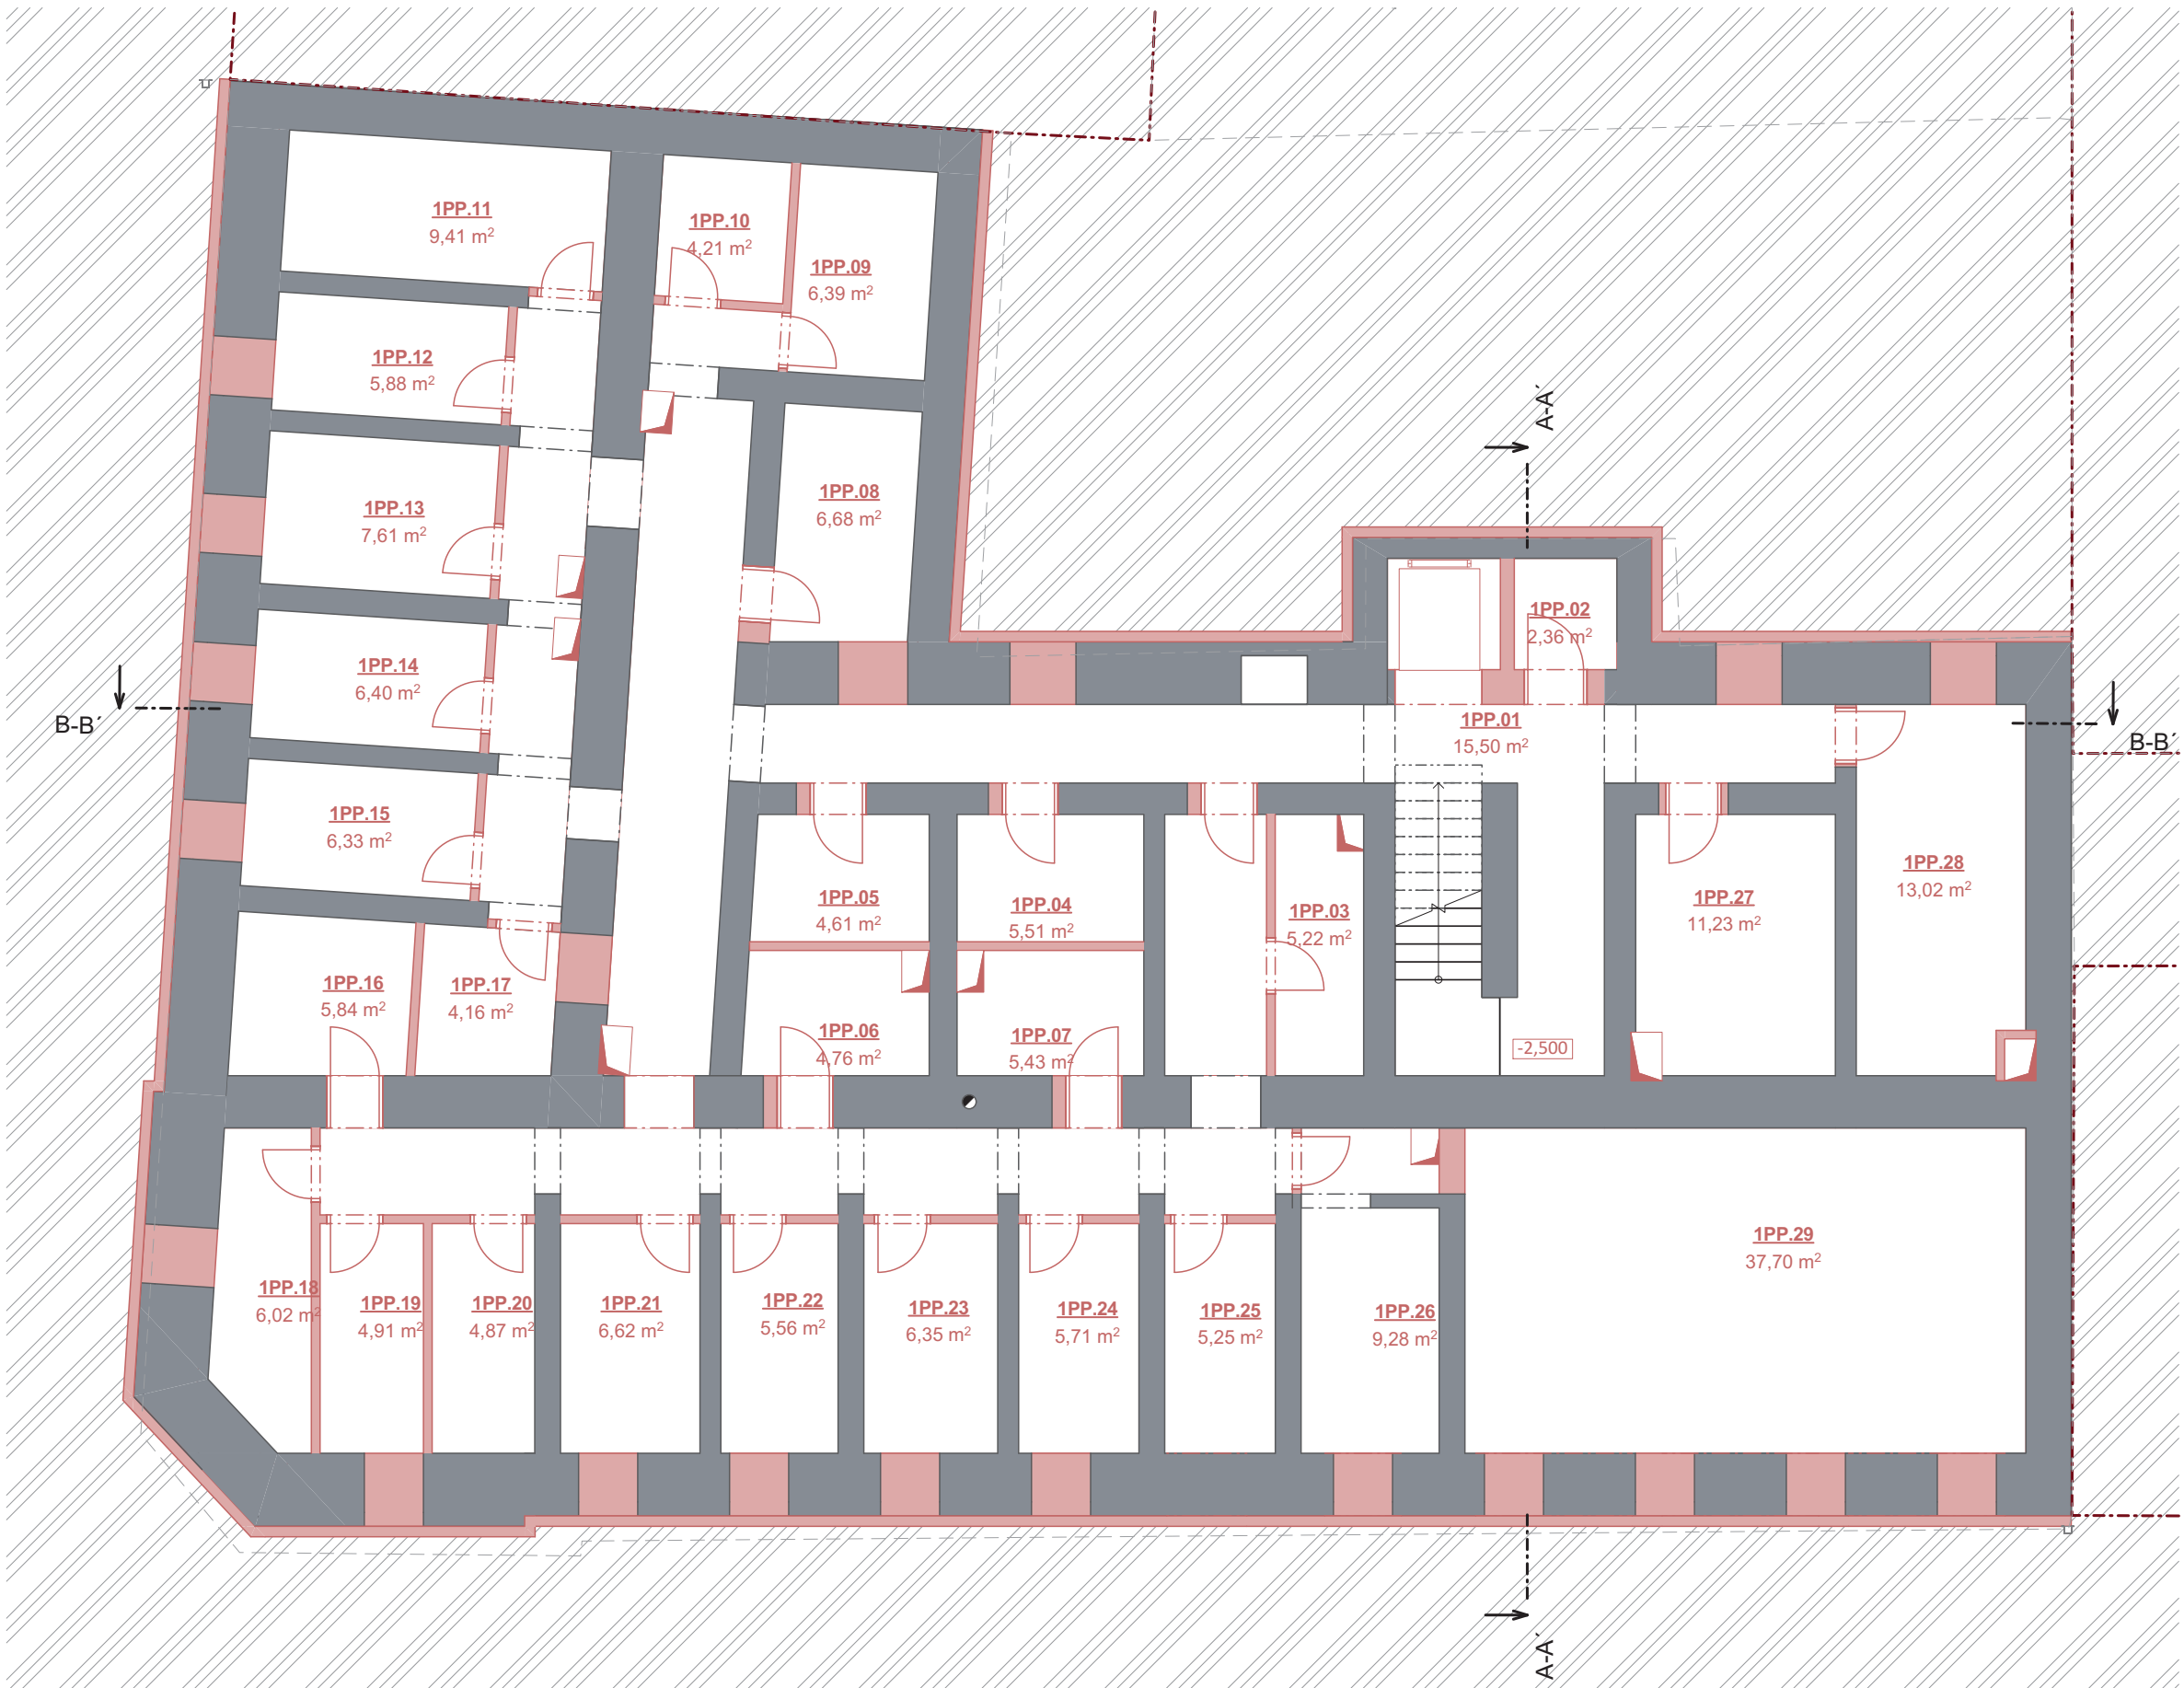 1PP.11
9,41 m²
1PP.10
4,21 m²
1PP.09
6,39 m²
1PP.12
5,88 m²
A-A´
1PP.13
7,61 m²
1PP.08
6,68 m²
1PP.02
2,36 m²
1PP.14
6,40 m²
B-B´
1PP.01
15,50 m²
B-B´
1PP.15
6,33 m²
1PP.05
4,61 m²
1PP.04
5,51 m²
1PP.03
5,22 m²
1PP.27
11,23 m²
1PP.28
13,02 m²
1PP.16
5,84 m²
1PP.17
4,16 m²
1PP.06
4,76 m²
1PP.07
5,43 m²
-2,500
1PP.18
6,02 m²
1PP.19
4,91 m²
1PP.20
4,87 m²
1PP.21
6,62 m²
1PP.22
5,56 m²
1PP.23
6,35 m²
1PP.24
5,71 m²
1PP.25
5,25 m²
1PP.26
9,28 m²
1PP.29
37,70 m²
A-A´